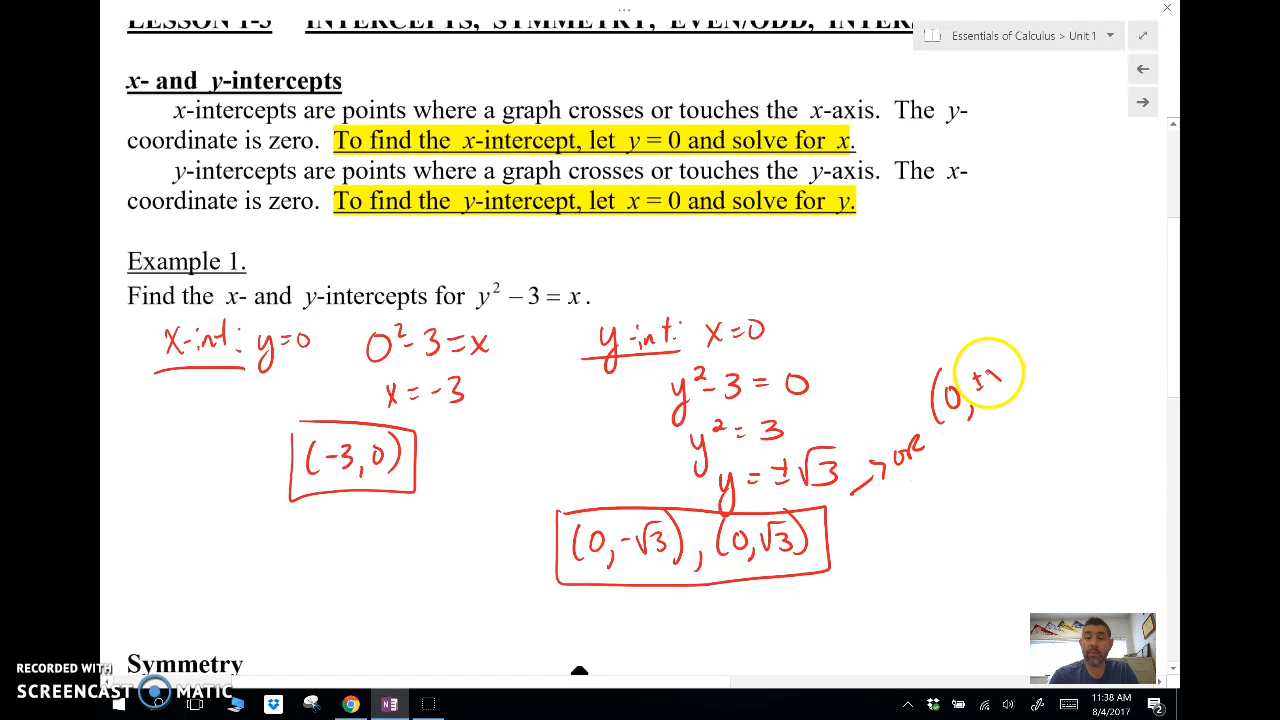 Essentials of Calculus > Unit 1
x- and y-intercepts
x-intercepts are points where a graph crosses or touches the x-axis. The y-
coordinate is zero. To find the x-intercept, let y = 0 and solve for x.
y-intercepts are points where a graph crosses or touches the y-axis. The x-
coordinate is zero. To find the y-intercept, let x = 0 and solve for y.
Example 1.
Find the x- and y-intercepts for y² − 3 = x.
x-int: y=0
0² - 3 = x
x = -3
(-3, 0)
y-int: x=0
y² - 3 = 0
y² = 3
y = ±√3
→ OR
(0, ±
(0, -√3), (0, √3)
Symmetry
RECORDED WITH
SCREENCAST MATIC
11:38 AM
8/4/2017
2